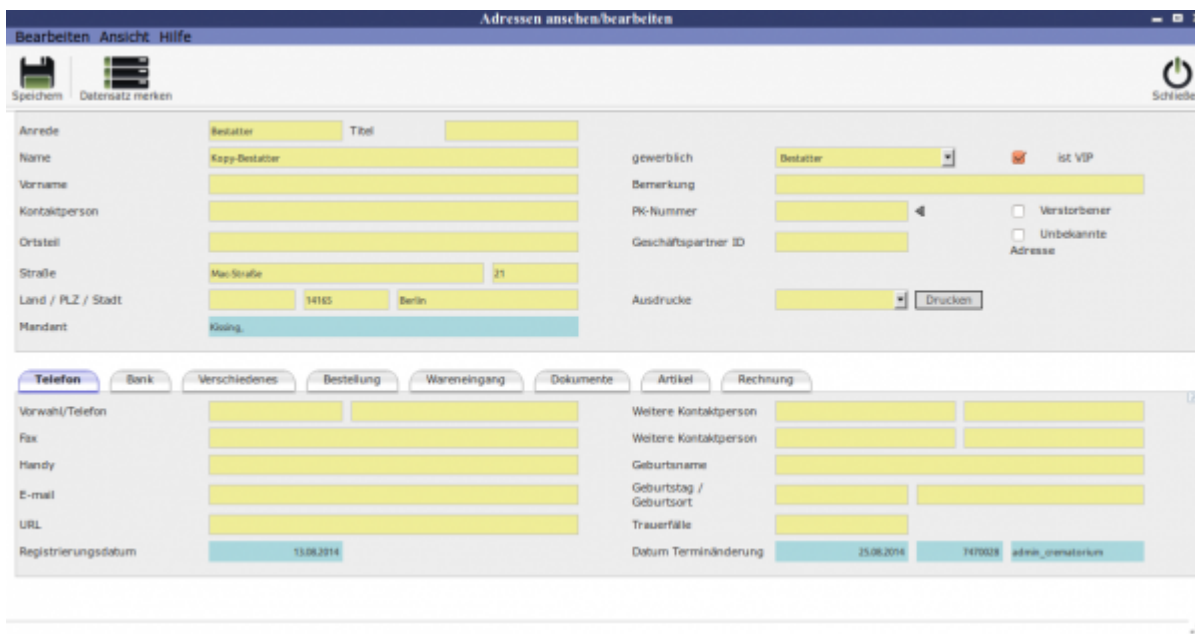 Adressen ansehen/bearbeiten
Bearbeiten Ansicht Hilfe
Speichern Datensatz merken Schließe
Anrede Bestatter Titel
Name Kopy-Bestatter gewerblich Bestatter ist VIP
Vorname Bemerkung
Kontaktperson PK-Nummer Verstorbener
Ortsteil Geschäftspartner ID Unbekannte Adresse
Straße Mac-Straße 21
Land / PLZ / Stadt 14165 Berlin Ausdrucke Drucken
Mandant
Telefon Bank Verschiedenes Bestellung Wareneingang Dokumente Artikel Rechnung
Vorwahl/Telefon Weitere Kontaktperson
Fax Weitere Kontaktperson
Handy Geburtsname
E-mail Geburtstag / Geburtsort
URL Trauerfälle
Registrierungsdatum 13.08.2014 Datum Terminänderung 25.08.2014 7470028 admin_crematorium